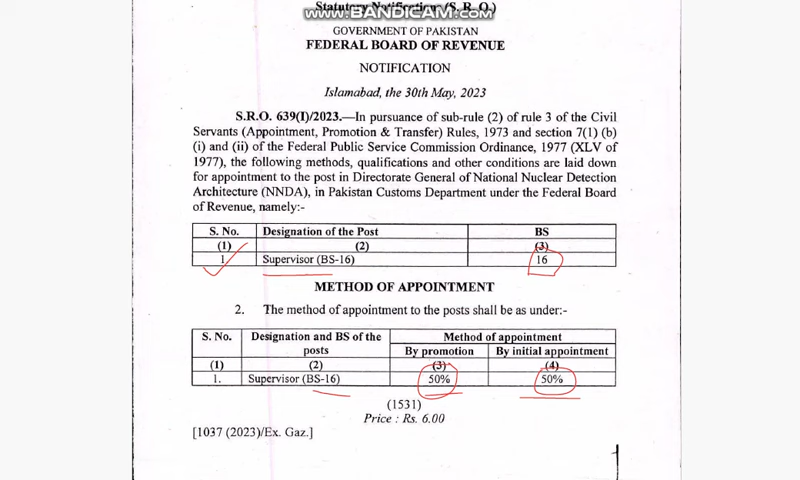 Statutory Notification (S. R. O.)
WWW.BANDICAM.COM
GOVERNMENT OF PAKISTAN
FEDERAL BOARD OF REVENUE
NOTIFICATION
Islamabad, the 30th May, 2023
S.R.O. 639(I)/2023.—In pursuance of sub-rule (2) of rule 3 of the Civil
Servants (Appointment, Promotion & Transfer) Rules, 1973 and section 7(1) (b)
(i) and (ii) of the Federal Public Service Commission Ordinance, 1977 (XLV of
1977), the following methods, qualifications and other conditions are laid down
for appointment to the post in Directorate General of National Nuclear Detection
Architecture (NNDA), in Pakistan Customs Department under the Federal Board
of Revenue, namely:-
S. No. Designation of the Post BS
(1) (2) (3)
1. Supervisor (BS-16) 16
METHOD OF APPOINTMENT
2. The method of appointment to the posts shall be as under:-
S. No. Designation and BS of the posts Method of appointment
By promotion By initial appointment
(1) (2) (3) (4)
1. Supervisor (BS-16) 50% 50%
(1531)
Price : Rs. 6.00
[1037 (2023)/Ex. Gaz.]